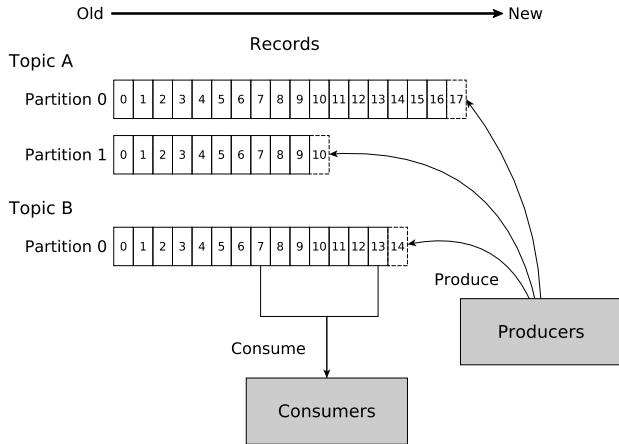 Old New
Records
Topic A
Partition 0 0 1 2 3 4 5 6 7 8 9 10 11 12 13 14 15 16 17
Partition 1 0 1 2 3 4 5 6 7 8 9 10
Topic B
Partition 0 0 1 2 3 4 5 6 7 8 9 10 11 12 13 14
Produce
Producers
Consume
Consumers